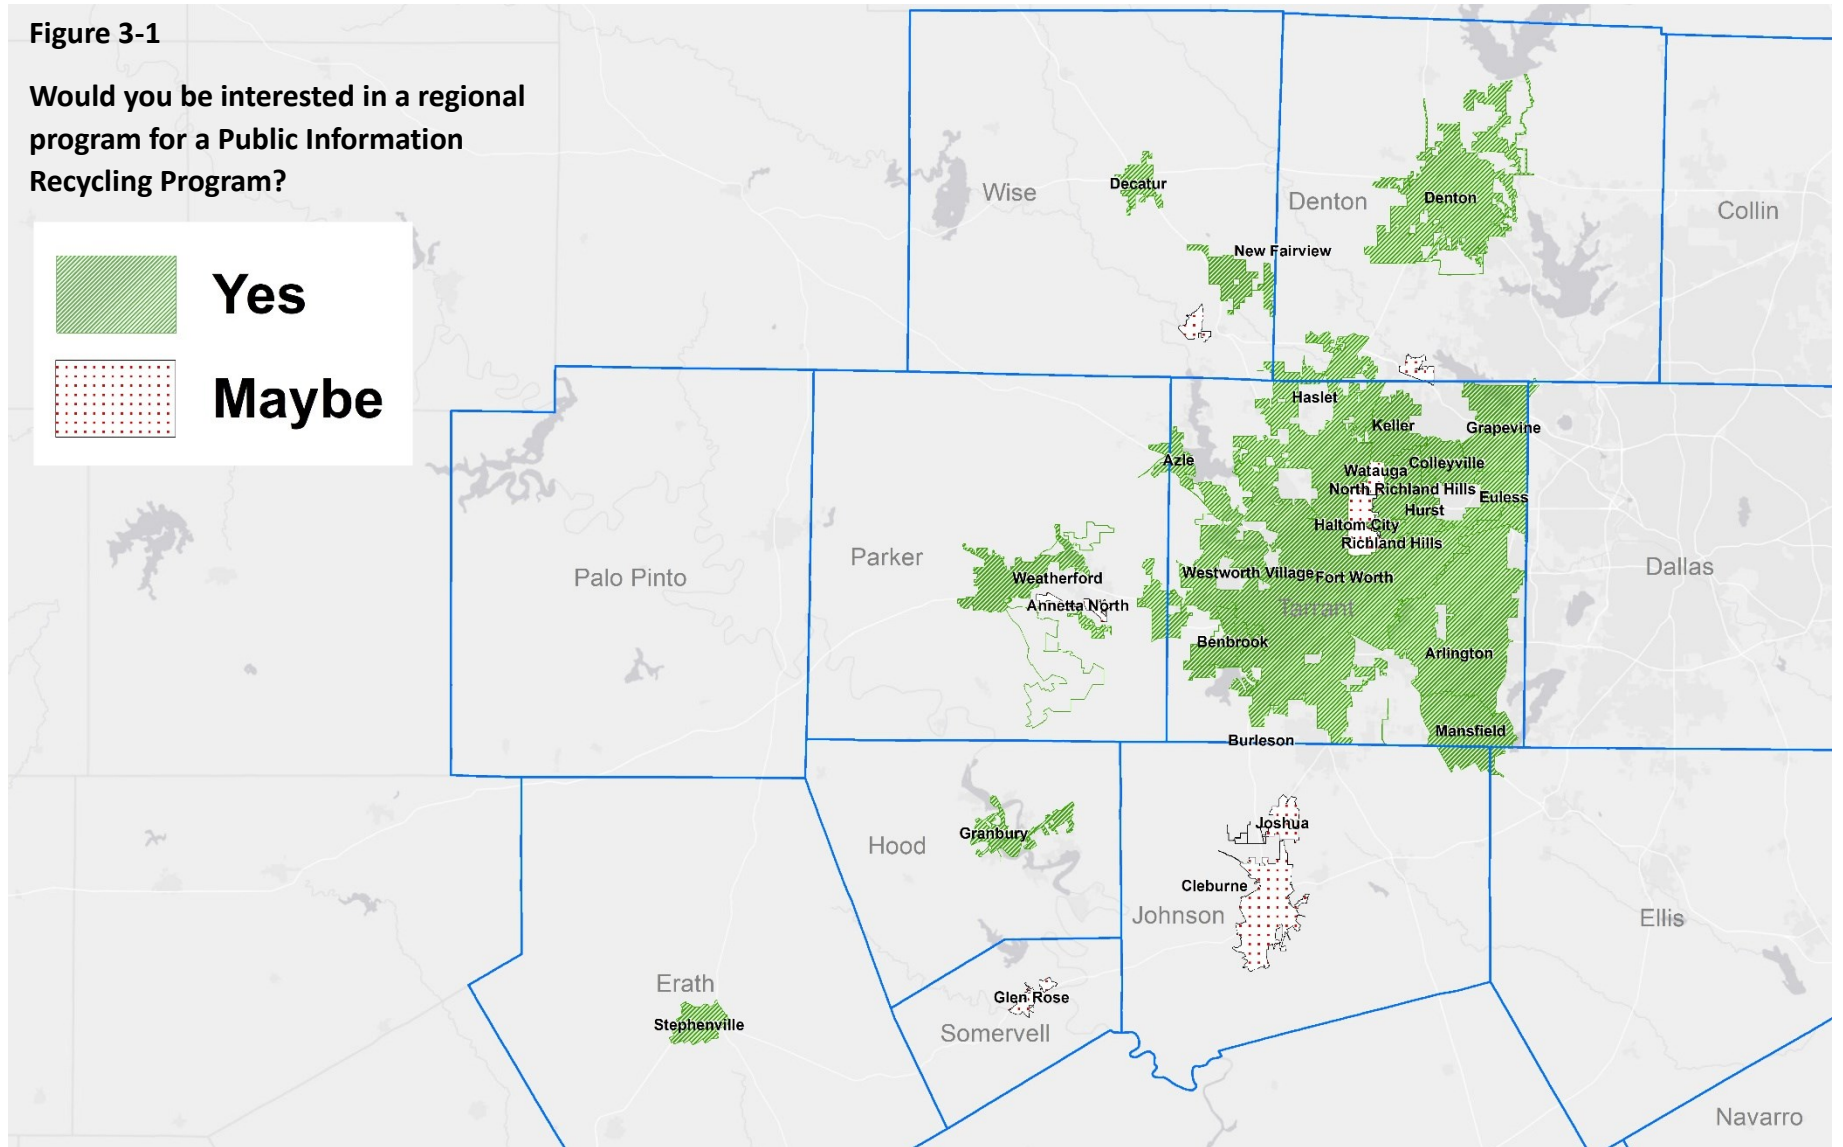 Figure 3-1
Would you be interested in a regional
program for a Public Information
Recycling Program?
Yes
Maybe
Wise
Decatur
Denton
Denton
Collin
New Fairview
Haslet
Keller
Grapevine
Azle
Watauga
Colleyville
North Richland Hills
Euless
Hurst
Haltom City
Richland Hills
Parker
Palo Pinto
Weatherford
Westworth Village
Fort Worth
Dallas
Annetta North
Tarrant
Benbrook
Arlington
Burleson
Mansfield
Granbury
Hood
Joshua
Cleburne
Johnson
Ellis
Erath
Glen Rose
Stephenville
Somervell
Navarro